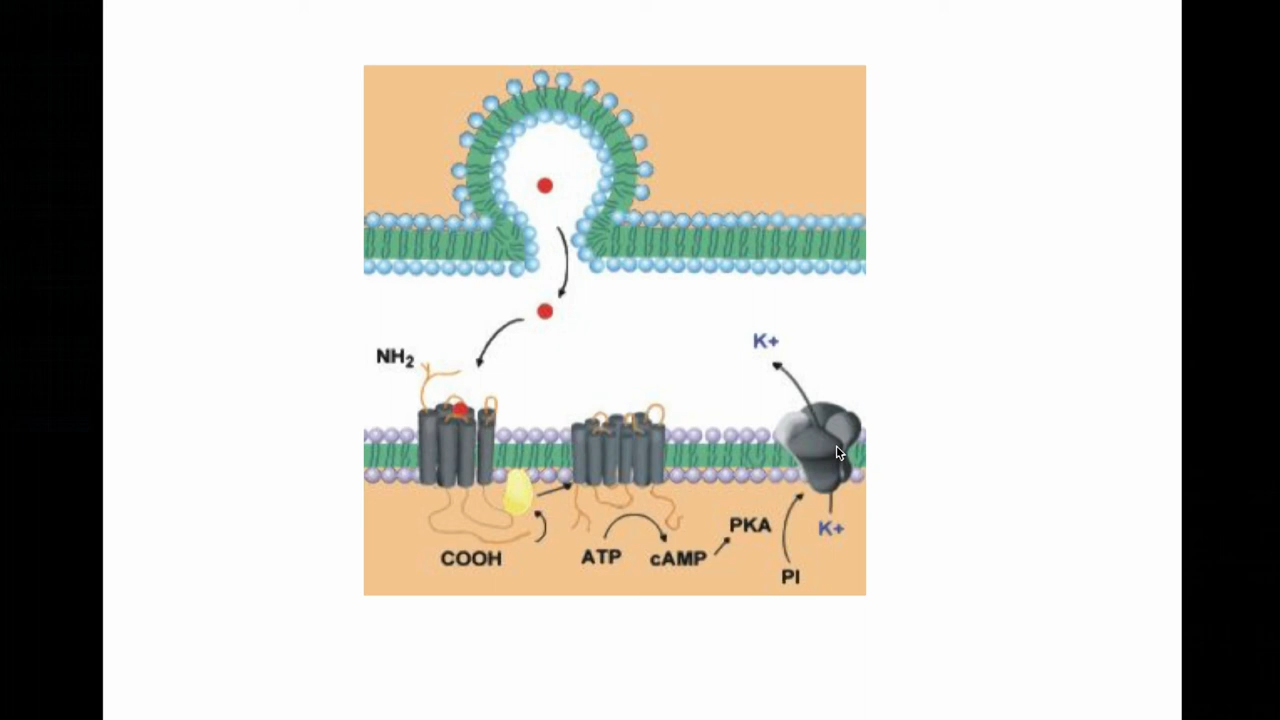 K+
NH2
PKA
K+
COOH
ATP
cAMP
PI